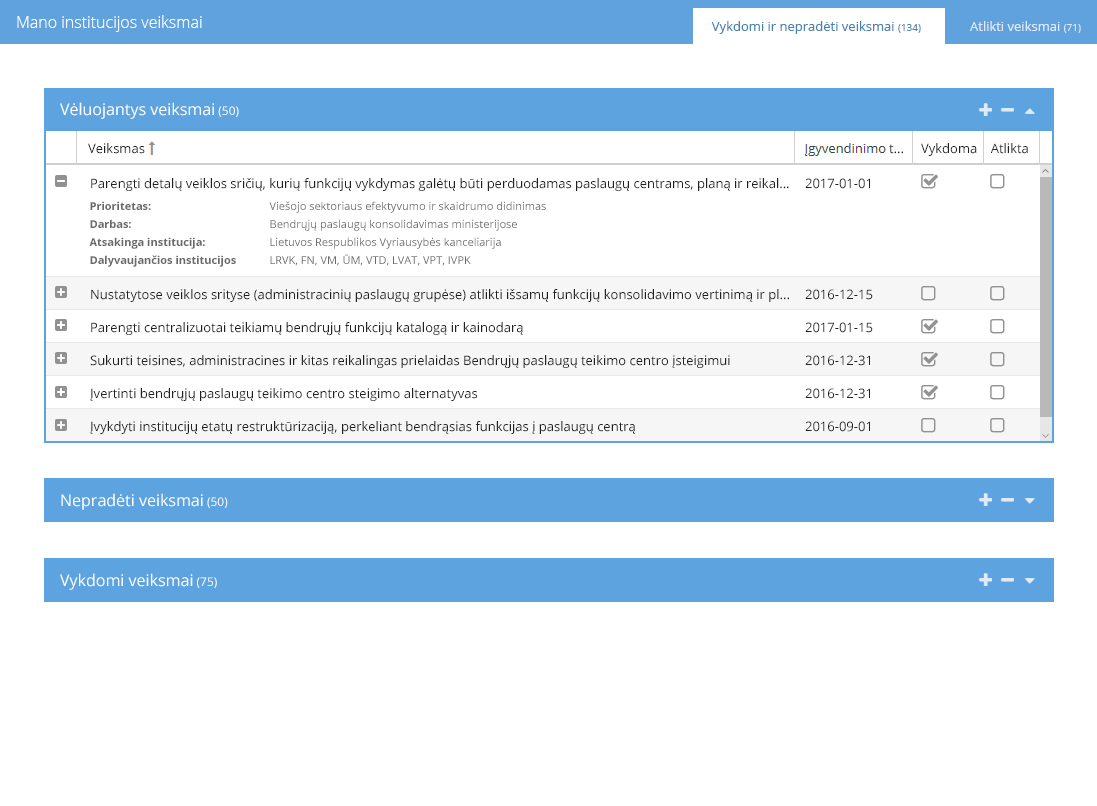 Mano institucijos veiksmai
Vykdomi ir nepradėti veiksmai (134)
Atlikti veiksmai (71)
Vėluojantys veiksmai (50)
Veiksmas Įgyvendinimo t... Vykdoma Atlikta
Parengti detalų veiklos sričių, kurių funkcijų vykdymas galėtų būti perduodamas paslaugų centrams, planą ir reikal... 2017-01-01
Prioritetas: Viešojo sektoriaus efektyvumo ir skaidrumo didinimas
Darbas: Bendrųjų paslaugų konsolidavimas ministerijose
Atsakinga institucija: Lietuvos Respublikos Vyriausybės kanceliarija
Dalyvaujančios institucijos LRVK, FN, VM, ŪM, VTD, LVAT, VPT, IVPK
Nustatytose veiklos srityse (administracinių paslaugų grupėse) atlikti išsamų funkcijų konsolidavimo vertinimą ir pl... 2016-12-15
Parengti centralizuotai teikiamų bendrųjų funkcijų katalogą ir kainodarą 2017-01-15
Sukurti teisines, administracines ir kitas reikalingas prielaidas Bendrųjų paslaugų teikimo centro įsteigimui 2016-12-31
Įvertinti bendrųjų paslaugų teikimo centro steigimo alternatyvas 2016-12-31
Įvykdyti institucijų etatų restruktūrizaciją, perkeliant bendrąsias funkcijas į paslaugų centrą 2016-09-01
Nepradėti veiksmai (50)
Vykdomi veiksmai (75)